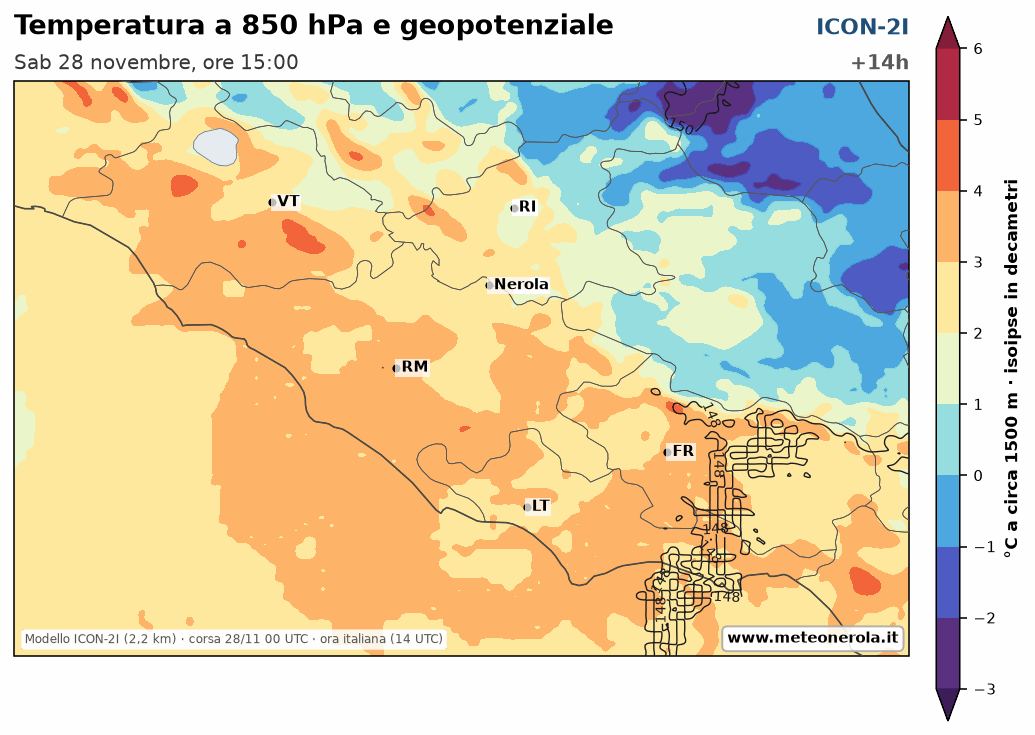 Temperatura a 850 hPa e geopotenziale
ICON-2I
Sab 28 novembre, ore 15:00
+14h
6
5
4
3
2
1
0
−1
−2
−3
°C a circa 1500 m · isoipse in decametri
150
VT
RI
Nerola
RM
148
FR
148
LT
148
148
148
148
148
Modello ICON-2I (2,2 km) · corsa 28/11 00 UTC · ora italiana (14 UTC)
www.meteonerola.it